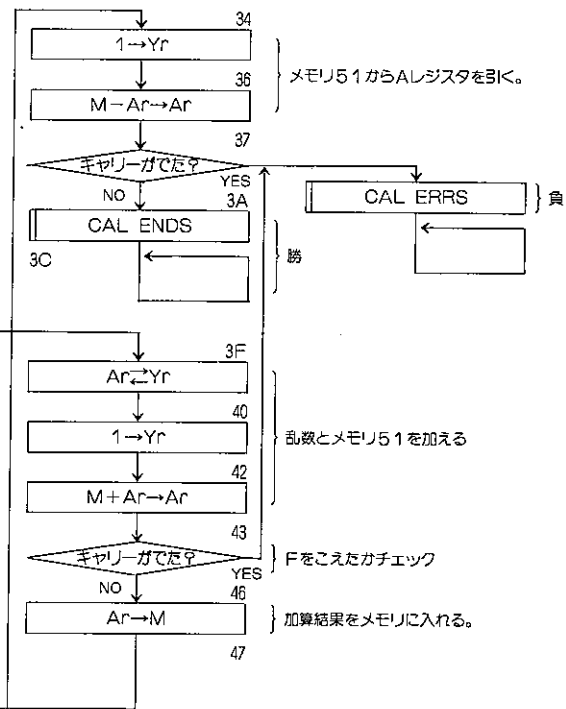 34
1→Yr
36
メモリ51からAレジスタを引く。
M−Ar→Ar
37
キャリーがでた?
NO
YES
3A
CAL ENDS
3C
勝
CAL ERRS
負
3F
Ar⇄Yr
40
1→Yr
乱数とメモリ51を加える
42
M+Ar→Ar
43
キャリーがでた?
Fをこえたかチェック
NO
YES
46
Ar→M
加算結果をメモリに入れる。
47